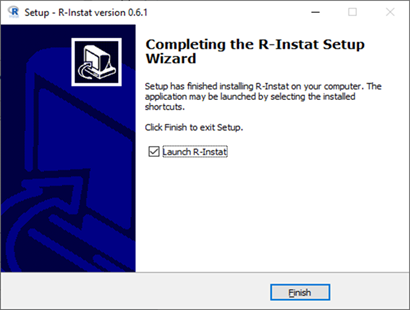 Setup - R-Instat version 0.6.1
Completing the R-Instat Setup
Wizard
Setup has finished installing R-Instat on your computer. The
application may be launched by selecting the installed
shortcuts.
Click Finish to exit Setup.
Launch R-Instat
Finish